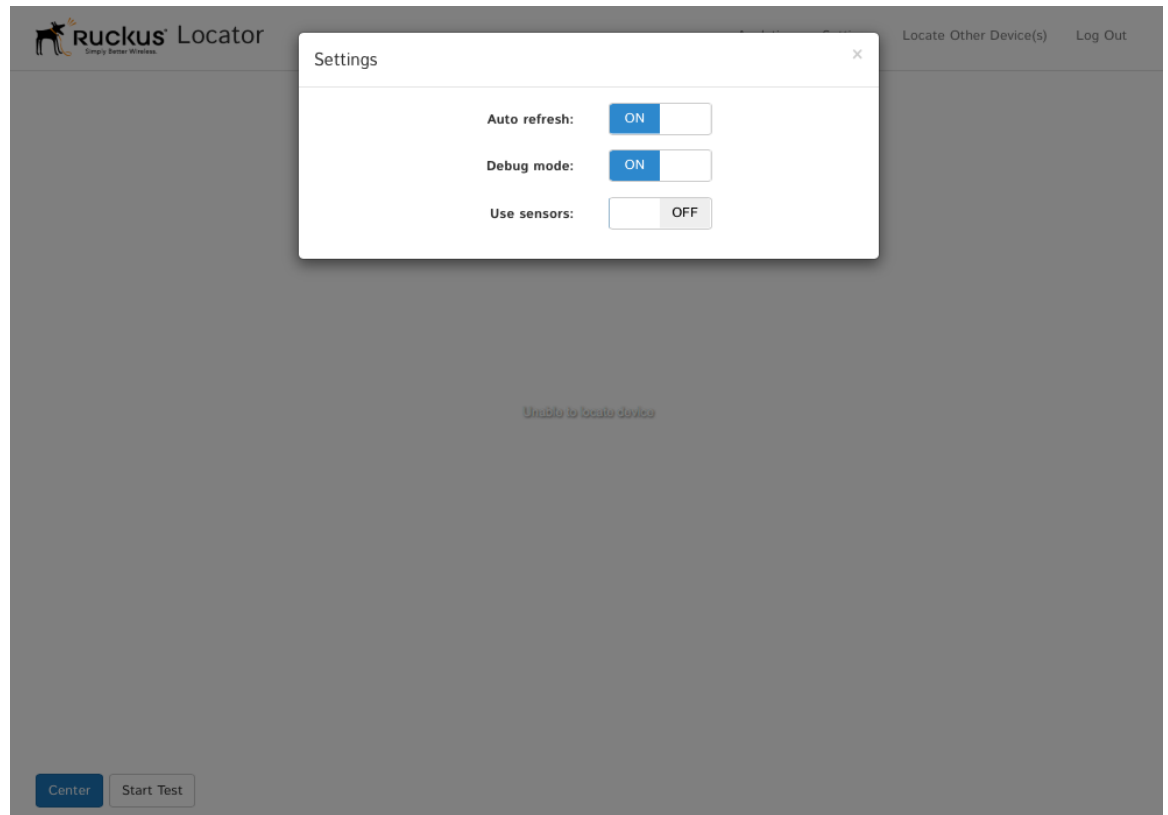 Ruckus Locator
Simply Better Wireless.
Locate Other Device(s) Log Out
Settings ×
Auto refresh: ON
Debug mode: ON
Use sensors: OFF
Unable to locate device
Center Start Test